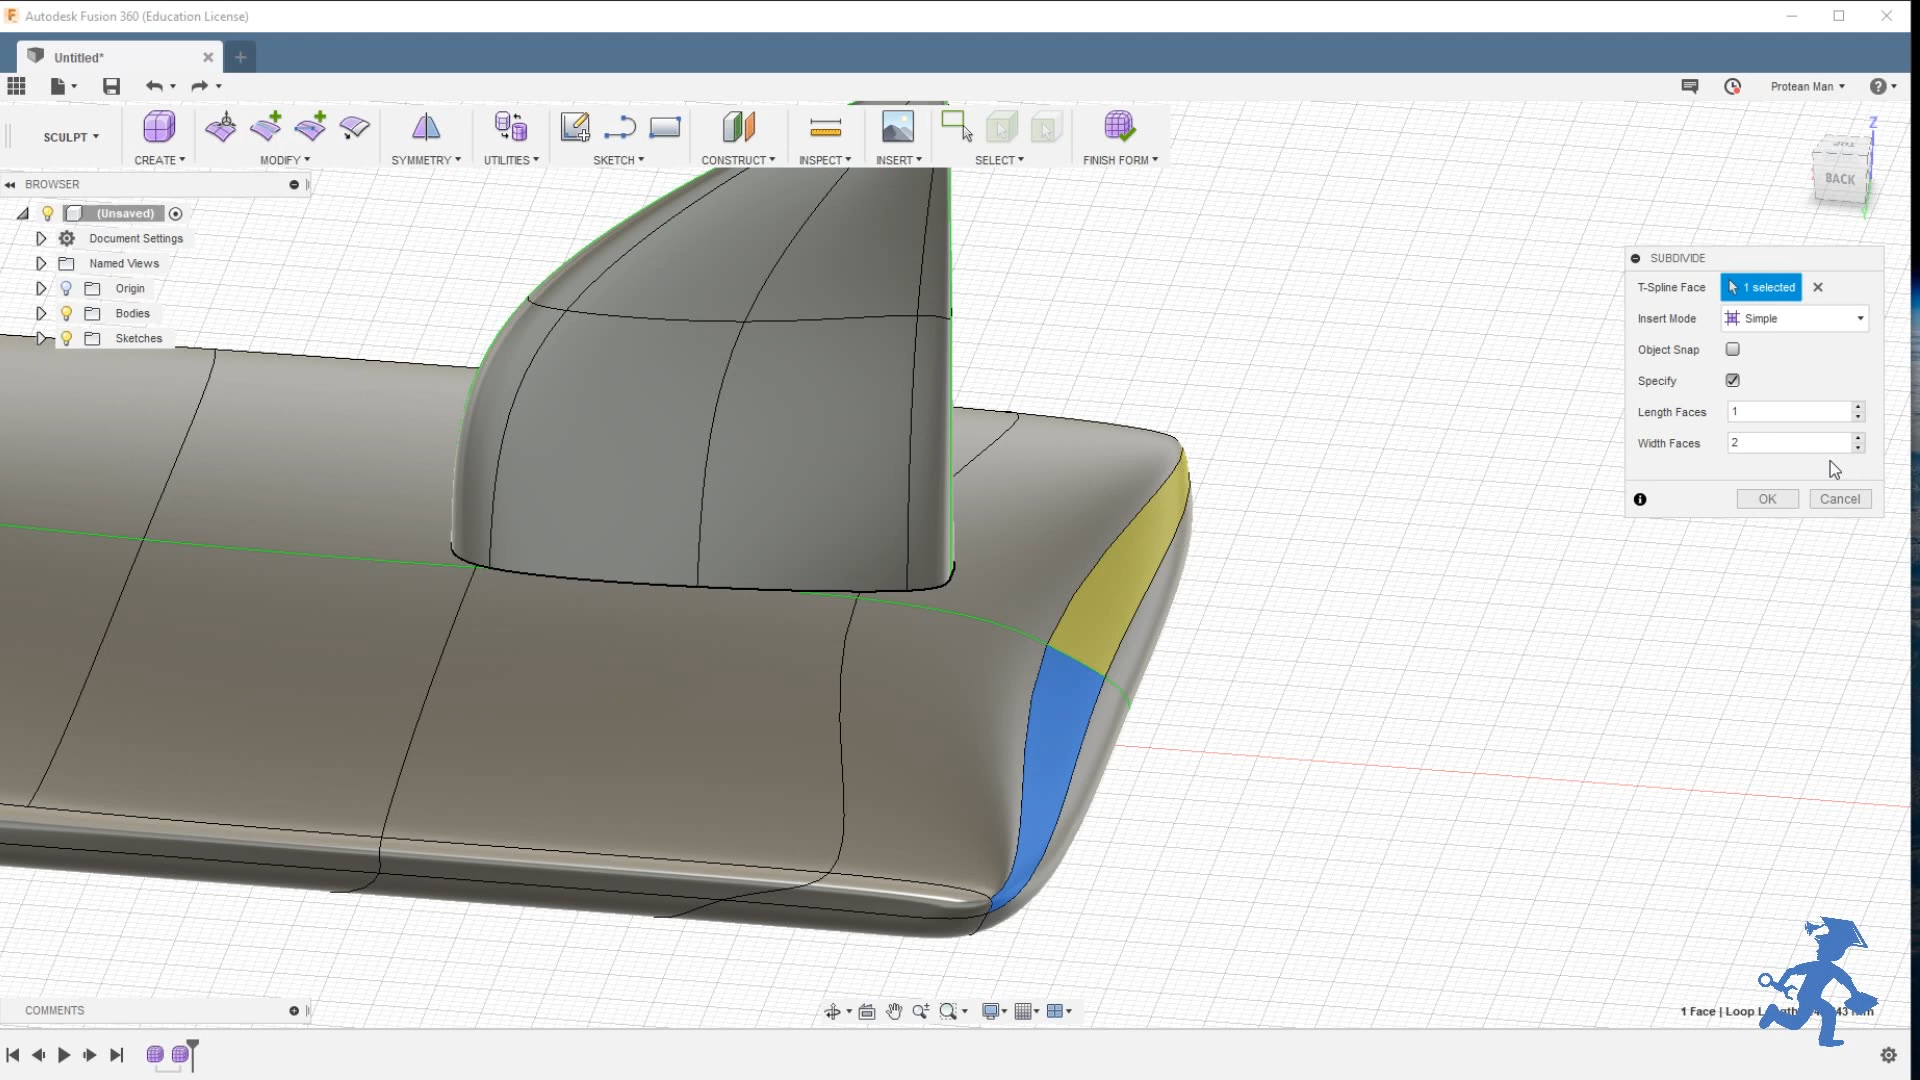 Autodesk Fusion 360 (Education License)
Untitled*
Protean Man
SCULPT
CREATE
MODIFY
SYMMETRY
UTILITIES
SKETCH
CONSTRUCT
INSPECT
INSERT
SELECT
FINISH FORM
BROWSER
(Unsaved)
Document Settings
Named Views
Origin
Bodies
Sketches
Z
TOP
BACK
SUBDIVIDE
T-Spline Face 1 selected
Insert Mode Simple
Object Snap
Specify
Length Faces 1
Width Faces 2
OK Cancel
COMMENTS
1 Face | Loop